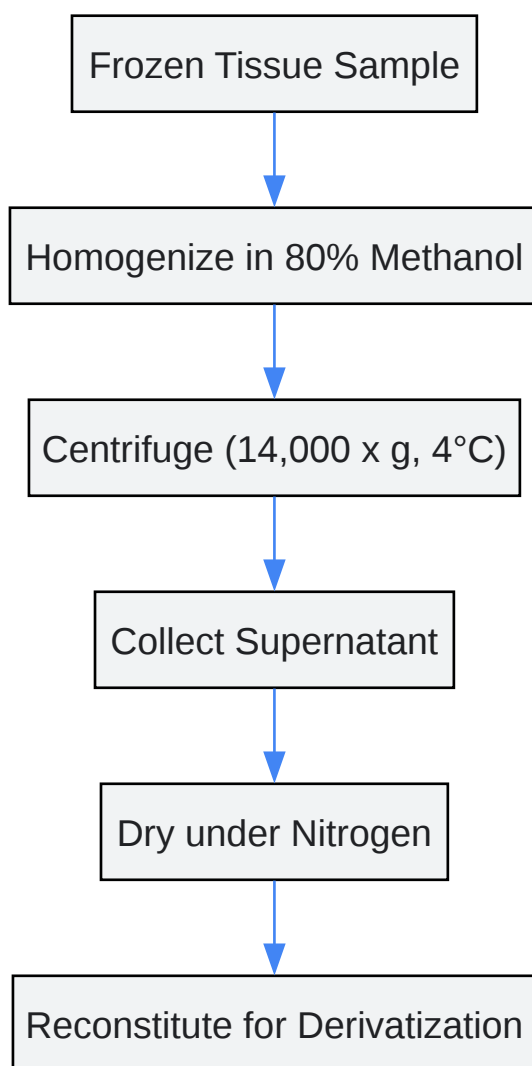 Frozen Tissue Sample
Homogenize in 80% Methanol
Centrifuge (14,000 x g, 4°C)
Collect Supernatant
Dry under Nitrogen
Reconstitute for Derivatization